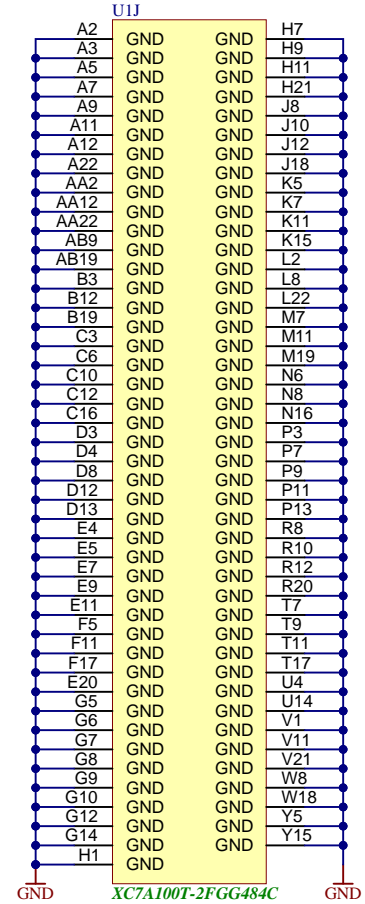 U1J
A2 GND GND H7
A3 GND GND H9
A5 GND GND H11
A7 GND GND H21
A9 GND GND J8
A11 GND GND J10
A12 GND GND J12
A22 GND GND J18
AA2 GND GND K5
AA12 GND GND K7
AA22 GND GND K11
AB9 GND GND K15
AB19 GND GND L2
B3 GND GND L8
B12 GND GND L22
B19 GND GND M7
C3 GND GND M11
C6 GND GND M19
C10 GND GND N6
C12 GND GND N8
C16 GND GND N16
D3 GND GND P3
D4 GND GND P7
D8 GND GND P9
D12 GND GND P11
D13 GND GND P13
E4 GND GND R8
E5 GND GND R10
E7 GND GND R12
E9 GND GND R20
E11 GND GND T7
F5 GND GND T9
F11 GND GND T11
F17 GND GND T17
E20 GND GND U4
G5 GND GND U14
G6 GND GND V1
G7 GND GND V11
G8 GND GND V21
G9 GND GND W8
G10 GND GND W18
G12 GND GND Y5
G14 GND GND Y15
H1 GND
GND XC7A100T-2FGG484C GND